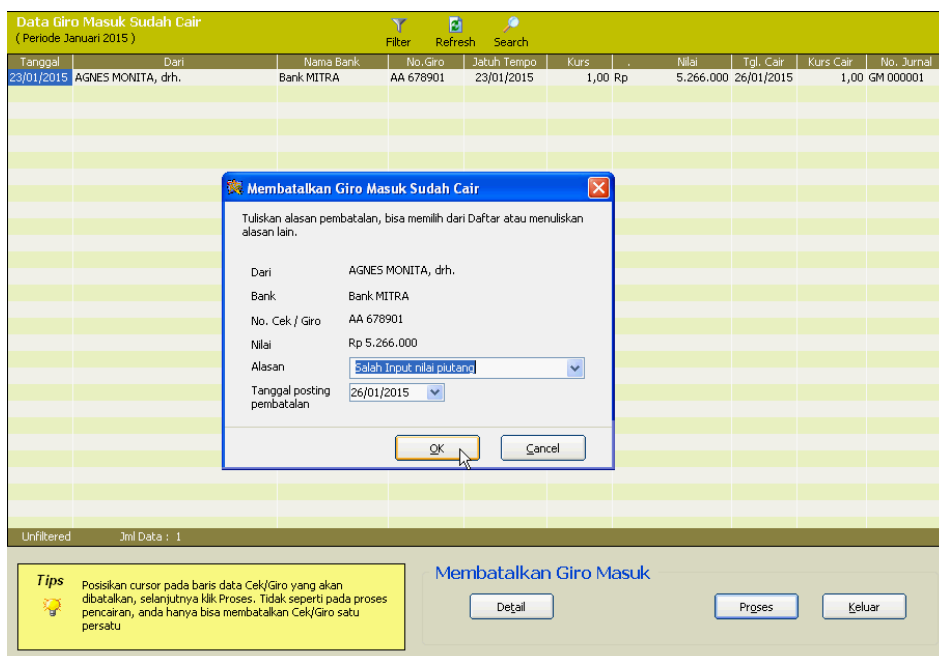 Data Giro Masuk Sudah Cair
( Periode Januari 2015 )
Filter Refresh Search
Tanggal Dari Nama Bank No.Giro Jatuh Tempo Kurs . Nilai Tgl. Cair Kurs Cair No. Jurnal
23/01/2015 AGNES MONITA, drh. Bank MITRA AA 678901 23/01/2015 1,00 Rp 5.266.000 26/01/2015 1,00 GM 000001
Membatalkan Giro Masuk Sudah Cair
Tuliskan alasan pembatalan, bisa memilih dari Daftar atau menuliskan
alasan lain.
Dari AGNES MONITA, drh.
Bank Bank MITRA
No. Cek / Giro AA 678901
Nilai Rp 5.266.000
Alasan Salah Input nilai piutang
Tanggal posting
pembatalan 26/01/2015
OK Cancel
Unfiltered Jml Data : 1
Tips
Posisikan cursor pada baris data Cek/Giro yang akan
dibatalkan, selanjutnya klik Proses. Tidak seperti pada proses
pencairan, anda hanya bisa membatalkan Cek/Giro satu
persatu
Membatalkan Giro Masuk
Detail Proses Keluar